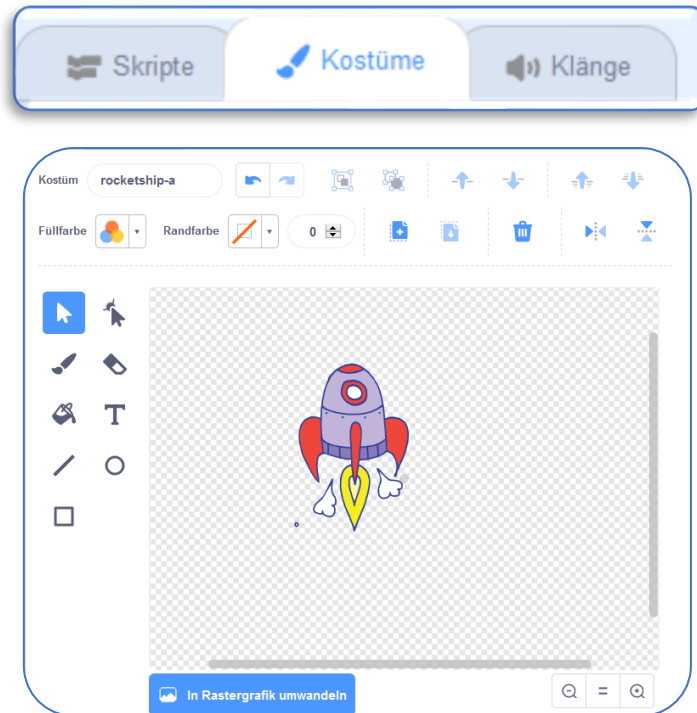 Skripte Kostüme Klänge
Kostüm rocketship-a
Füllfarbe Randfarbe 0
T
In Rastergrafik umwandeln